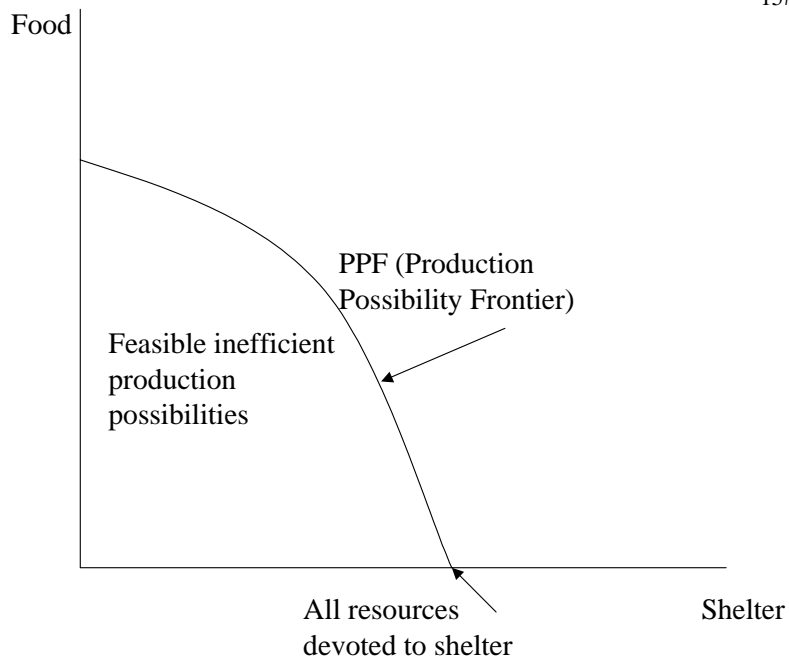 Food
PPF (Production
Possibility Frontier)
Feasible inefficient
production
possibilities
All resources
devoted to shelter
Shelter